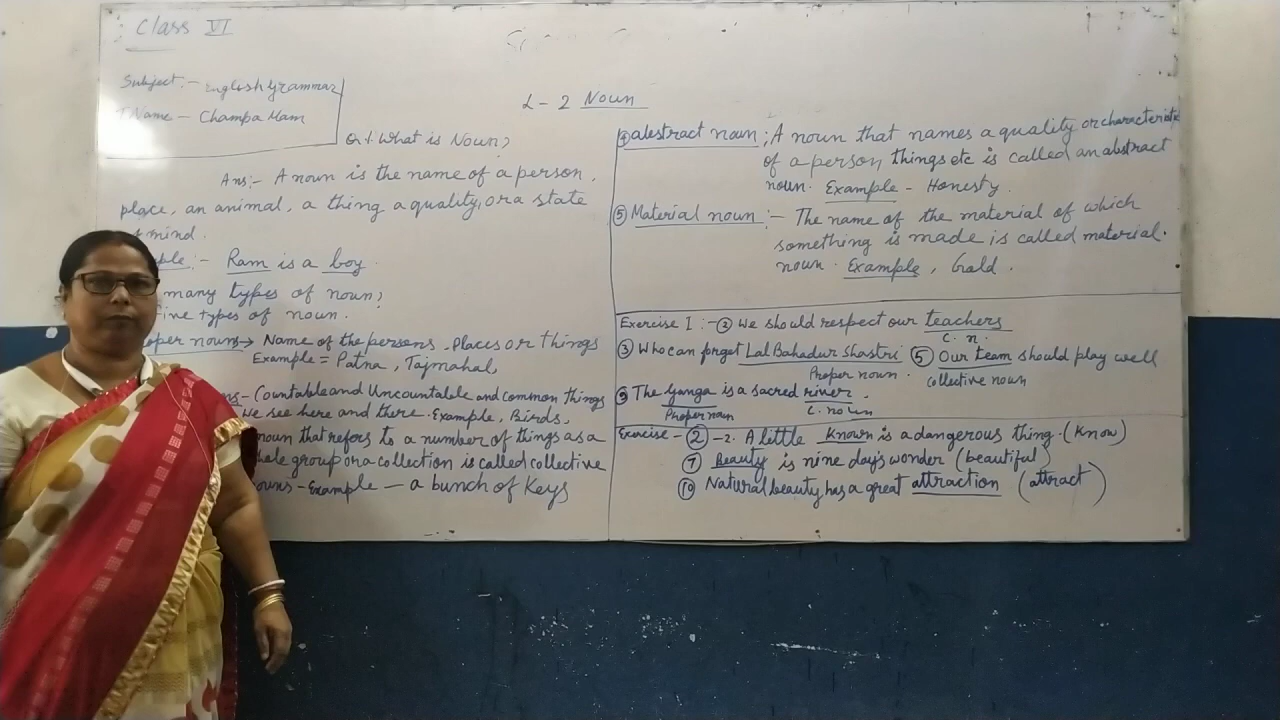 Class VI
Subject:- English Grammar
T Name - Champa Mam
L-2 Noun
Q.1. What is Noun?
Ans:- A noun is the name of a person,
place, an animal, a thing a quality, or a state
mind.
:- Ram is a boy
many types of noun?
Five types of noun.
nouns → Name of the persons, Places or things
Example = Patna, Tajmahal
- Countable and Uncountable and common things
we see here and there. Example, Birds,
noun that refers to a number of things as a
group or a collection is called collective
nouns - Example - a bunch of Keys
④ abestract noun; A noun that names a quality or characteristic
of a person, things etc is called an abstract
noun. Example - Honesty.
⑤ Material noun:- The name of the material of which
something is made is called material.
noun. Example, Gald.
Exercise I:- ② We should respect our teachers
C. n.
③ Who can forget Lal Bahadur Shastri ⑤ Our team should play well
Proper noun. collective noun
⑨ The Ganga is a sacred river.
Proper noun C. noun
Exercise - ② -2. A little Known is a dangerous thing. (Know)
⑦ Beauty is nine day's wonder (beautiful)
⑩ Natural beauty has a great attraction (attract)